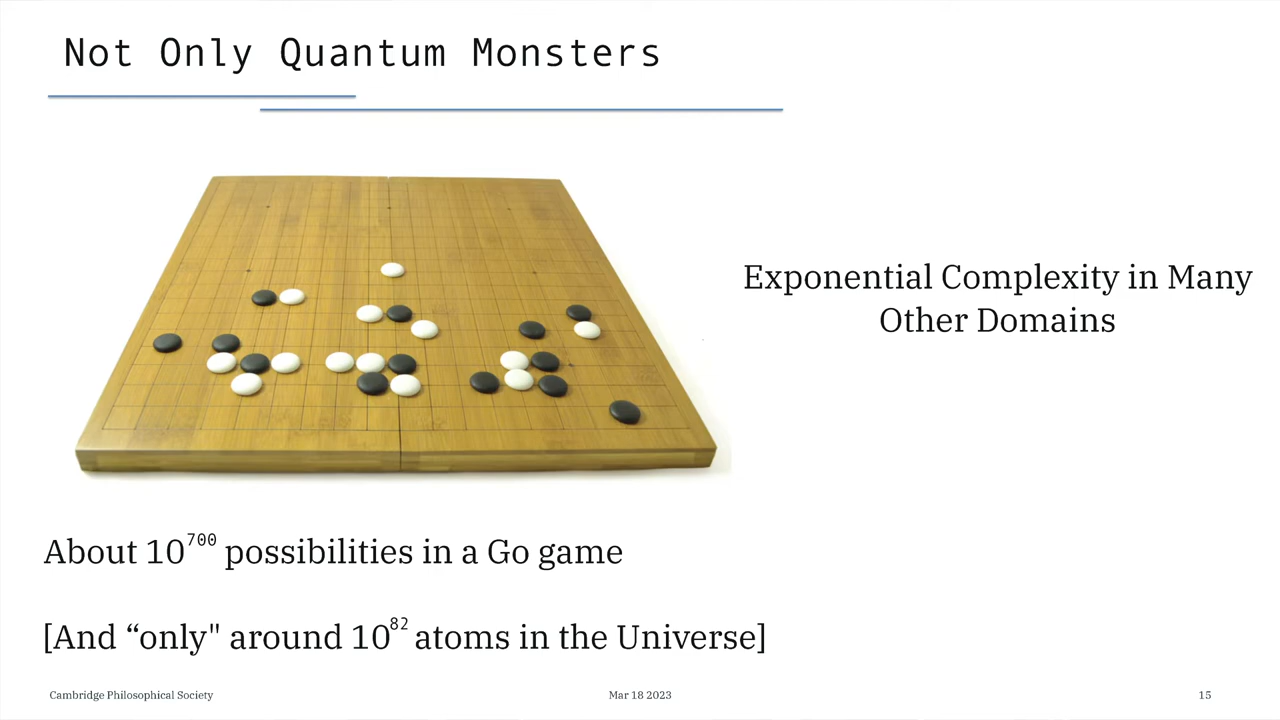 Not Only Quantum Monsters
Exponential Complexity in Many
Other Domains
About 10⁷⁰⁰ possibilities in a Go game
[And “only" around 10⁸² atoms in the Universe]
Cambridge Philosophical Society
Mar 18 2023
15